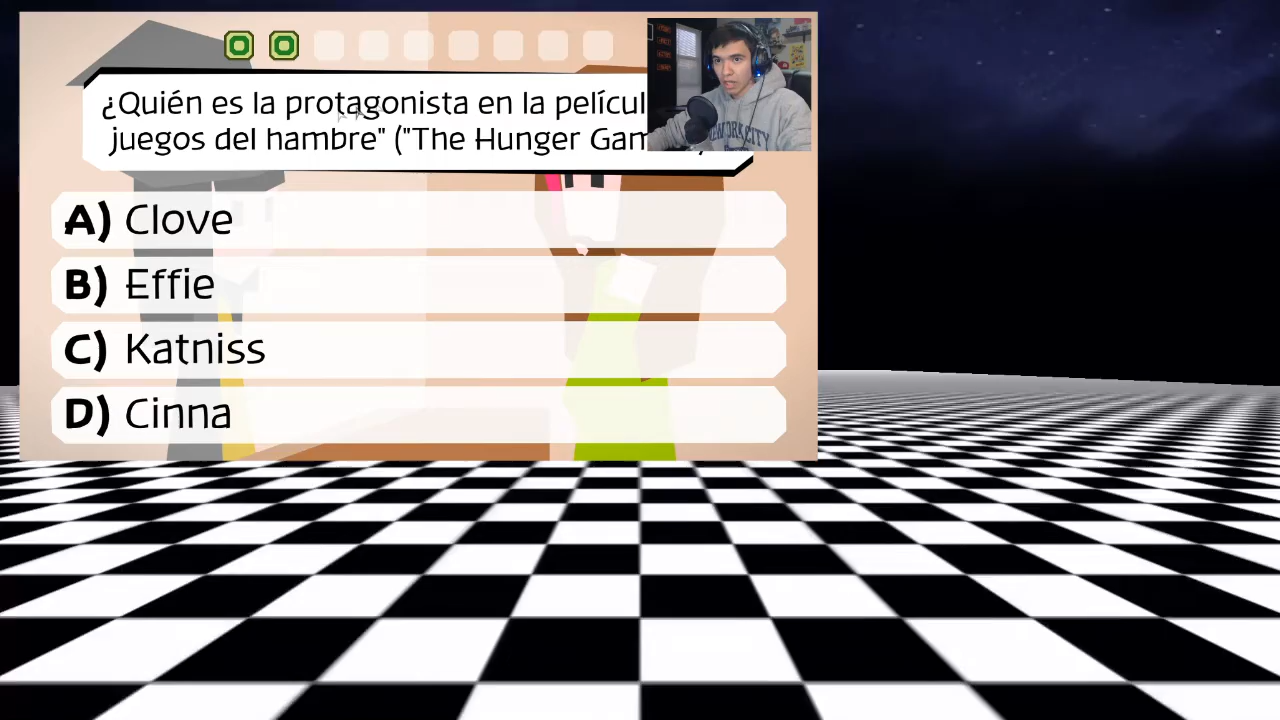 ¿Quién es la protagonista en la películ
juegos del hambre" ("The Hunger Gam
A) Clove
B) Effie
C) Katniss
D) Cinna